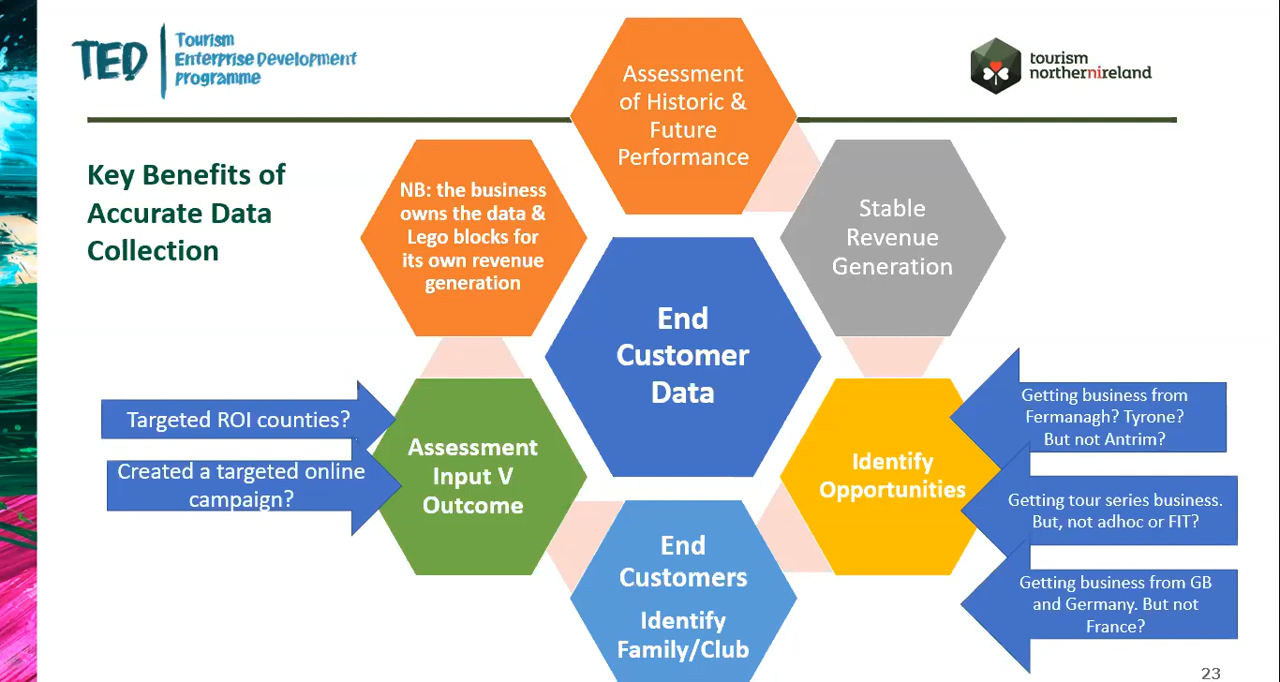 TED
Tourism
Enterprise Development
programme
tourism
northernireland
Key Benefits of
Accurate Data
Collection
Assessment
of Historic &
Future
Performance
NB: the business
owns the data &
Lego blocks for
its own revenue
generation
Stable
Revenue
Generation
End
Customer
Data
Targeted ROI counties?
Created a targeted online
campaign?
Assessment
Input V
Outcome
Identify
Opportunities
Getting business from
Fermanagh? Tyrone?
But not Antrim?
Getting tour series business.
But, not adhoc or FIT?
Getting business from GB
and Germany. But not
France?
End
Customers
Identify
Family/Club
23